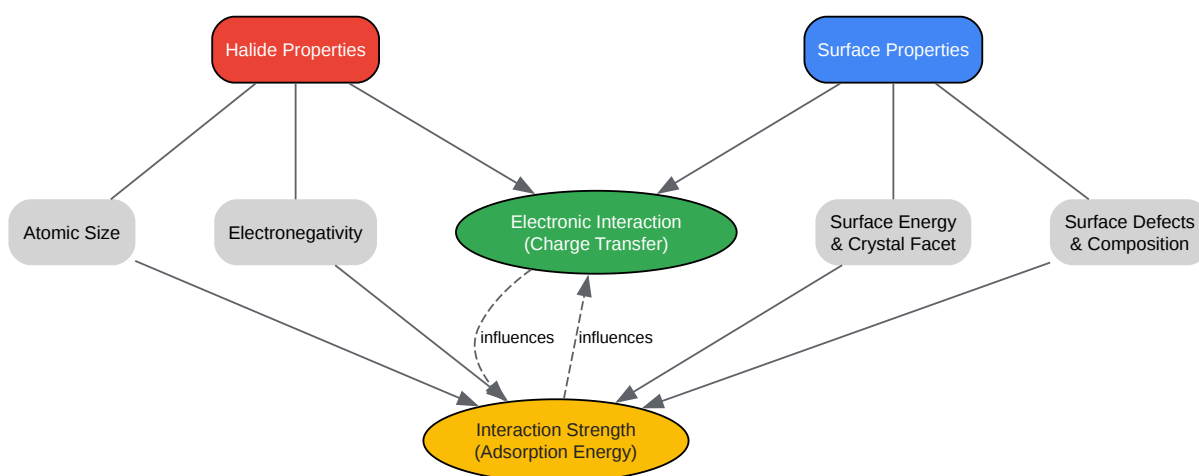 Halide Properties
Surface Properties
Atomic Size
Electronegativity
Electronic Interaction
(Charge Transfer)
Surface Energy
& Crystal Facet
Surface Defects
& Composition
influences
influences
Interaction Strength
(Adsorption Energy)